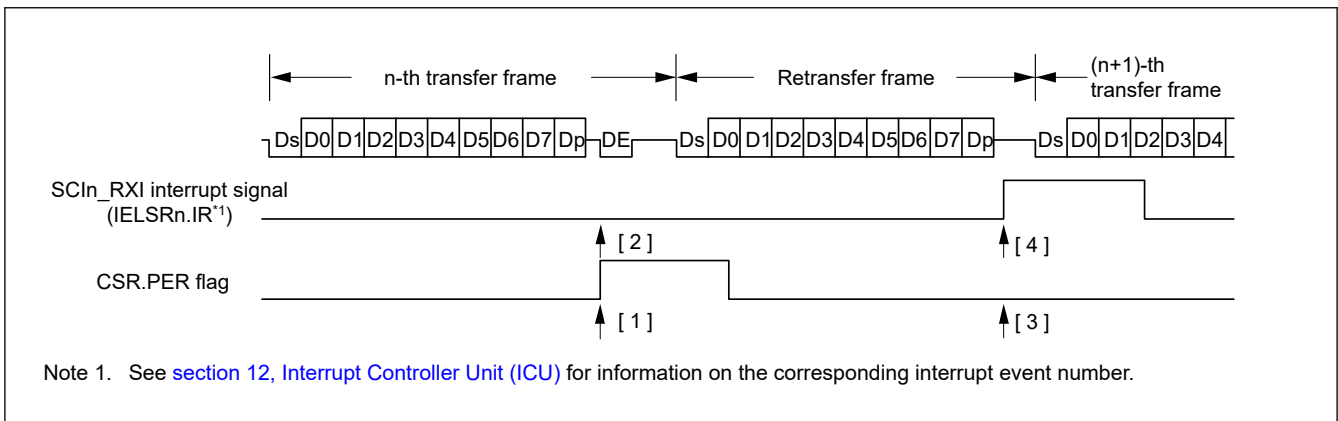 n-th transfer frame
Retransfer frame
(n+1)-th
transfer frame
Ds D0 D1 D2 D3 D4 D5 D6 D7 Dp DE Ds D0 D1 D2 D3 D4 D5 D6 D7 Dp Ds D0 D1 D2 D3 D4
SCIn_RXI interrupt signal
(IELSRn.IR*1)
[ 2 ] [ 4 ]
CSR.PER flag
[ 1 ] [ 3 ]
Note 1. See section 12, Interrupt Controller Unit (ICU) for information on the corresponding interrupt event number.